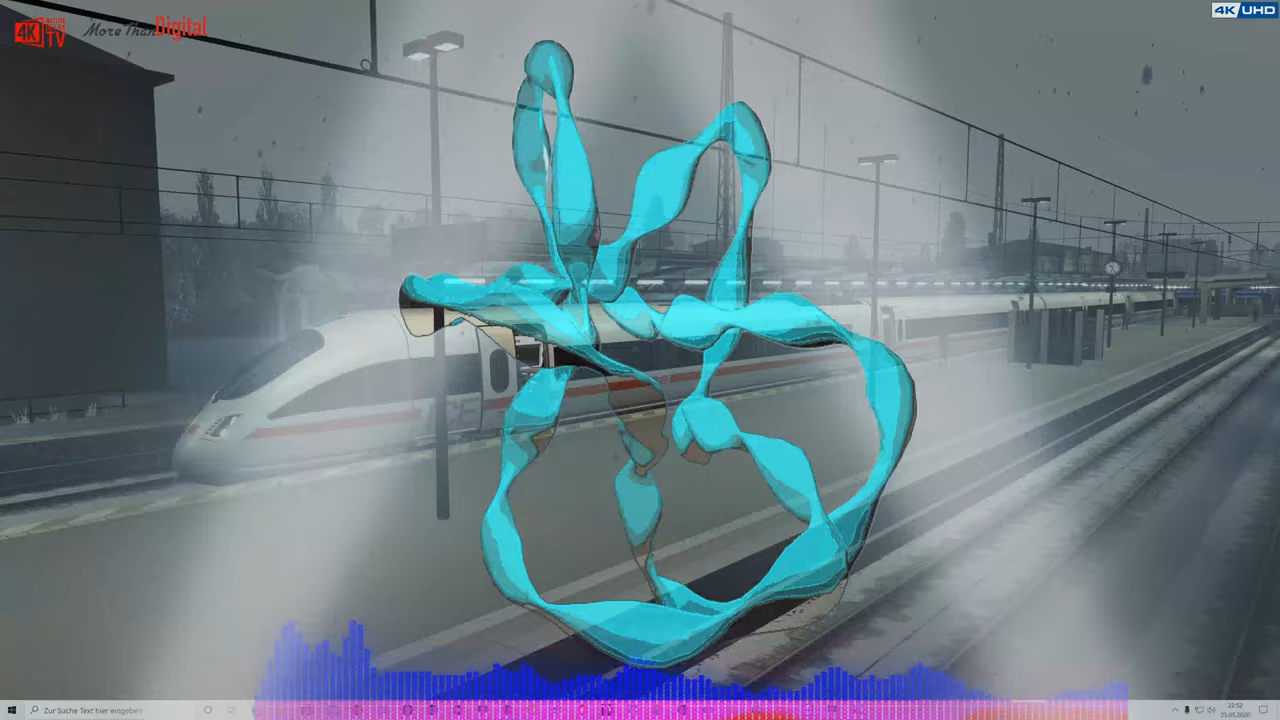 4K TV
More Than Digital
4K UHD
Zur Suche Text hier eingeben
22:52
25.05.2020